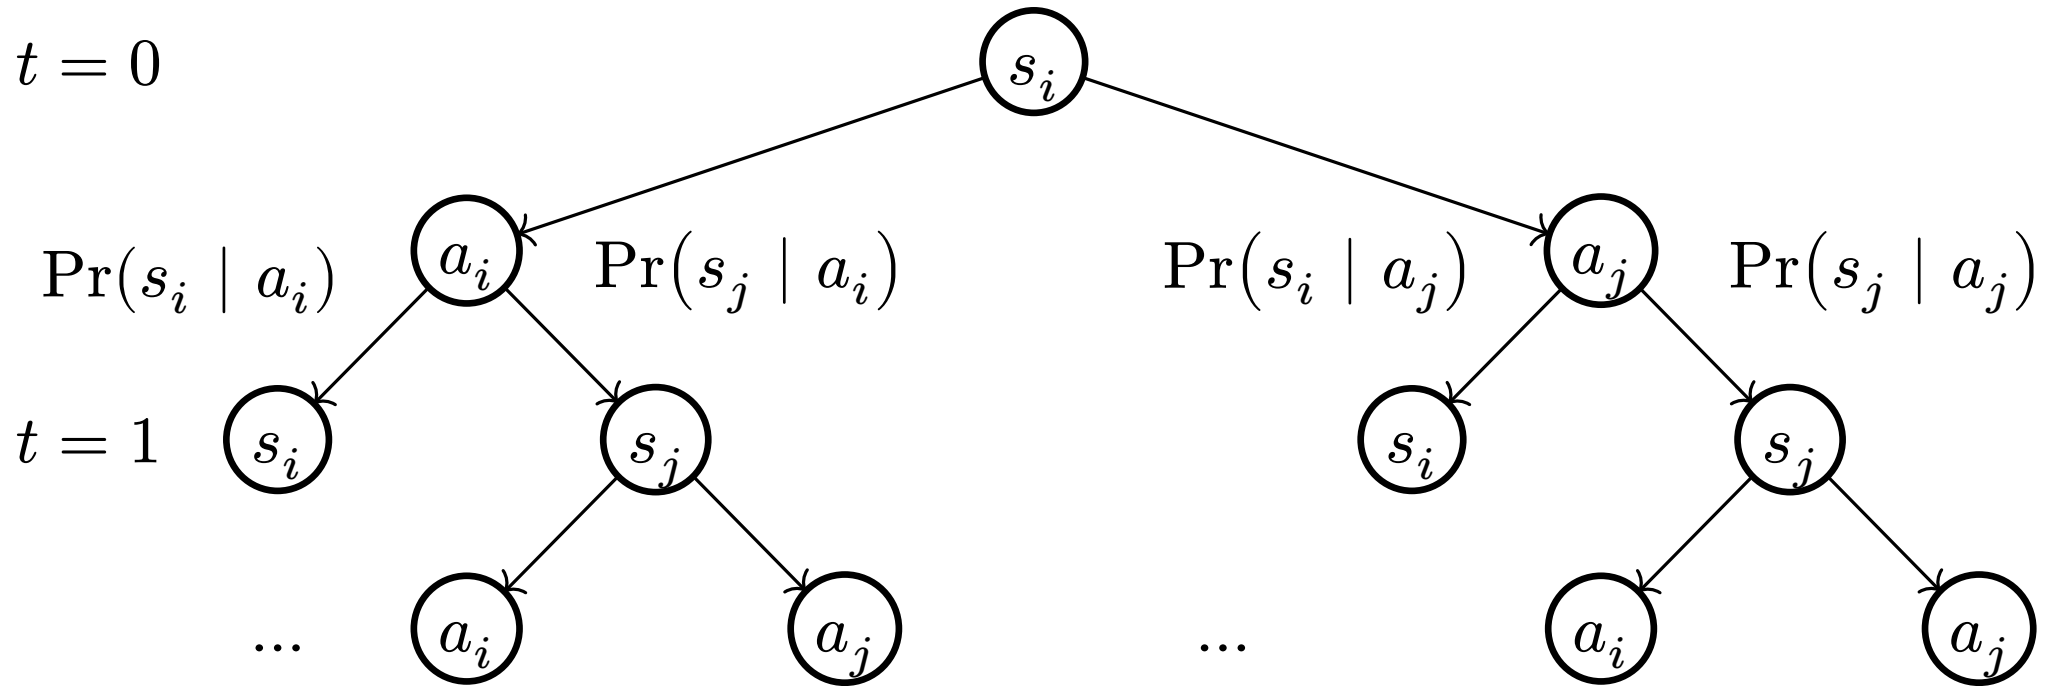 t = 0 s_i
a_i a_j
Pr(s_i | a_i) Pr(s_j | a_i) Pr(s_i | a_j) Pr(s_j | a_j)
t = 1 s_i s_j s_i s_j
... a_i a_j ... a_i a_j